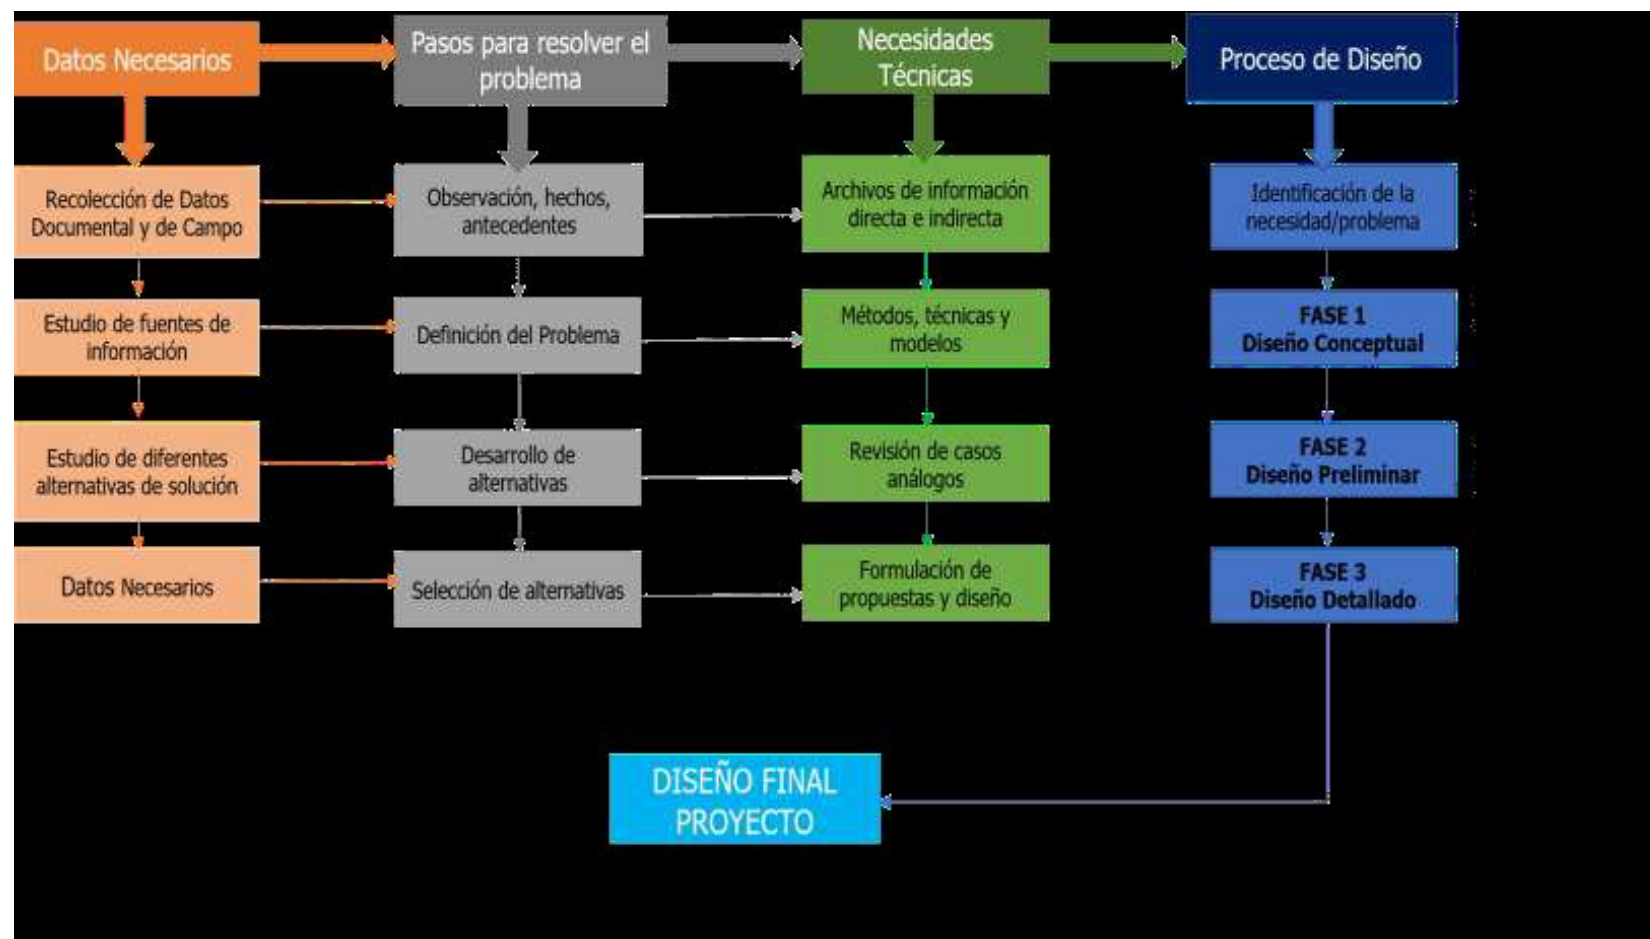 Datos Necesarios
Pasos para resolver el
problema
Necesidades
Técnicas
Proceso de Diseño
Recolección de Datos
Documental y de Campo
Observación, hechos,
antecedentes
Archivos de información
directa e indirecta
Identificación de la
necesidad/problema
Estudio de fuentes de
información
Definición del Problema
Métodos, técnicas y
modelos
FASE 1
Diseño Conceptual
Estudio de diferentes
alternativas de solución
Desarrollo de
alternativas
Revisión de casos
análogos
FASE 2
Diseño Preliminar
Datos Necesarios
Selección de alternativas
Formulación de
propuestas y diseño
FASE 3
Diseño Detallado
DISEÑO FINAL
PROYECTO